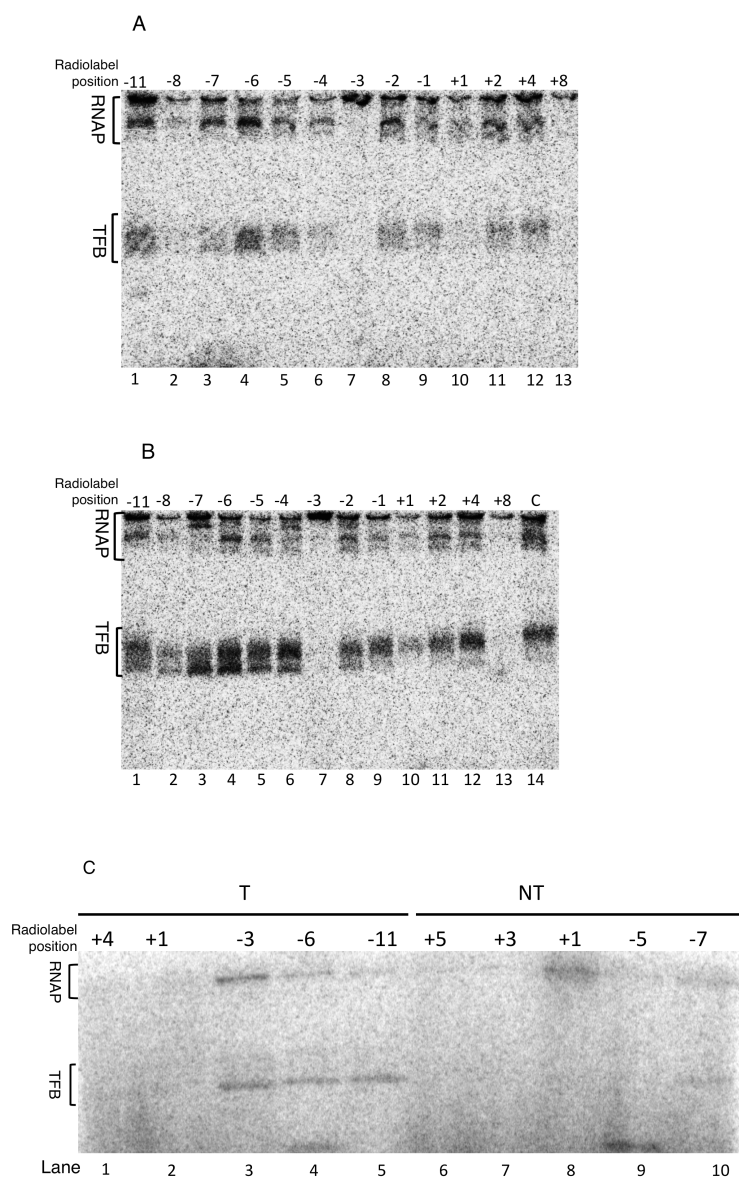 A
Radiolabel
position
-11 -8 -7 -6 -5 -4 -3 -2 -1 +1 +2 +4 +8
RNAP
TFB
1 2 3 4 5 6 7 8 9 10 11 12 13
B
Radiolabel
position
-11 -8 -7 -6 -5 -4 -3 -2 -1 +1 +2 +4 +8 C
RNAP
TFB
1 2 3 4 5 6 7 8 9 10 11 12 13 14
C
T NT
Radiolabel
position
+4 +1 -3 -6 -11 +5 +3 +1 -5 -7
RNAP
TFB
Lane 1 2 3 4 5 6 7 8 9 10